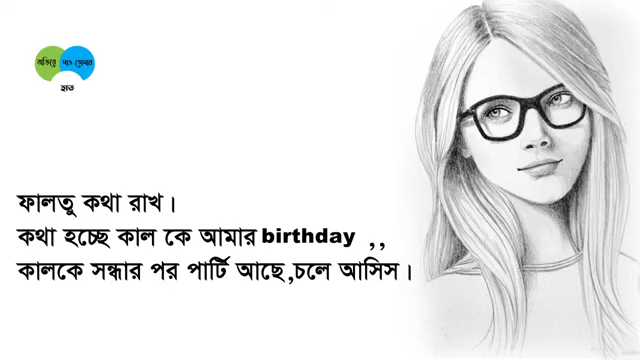 বাড়িয়ে দাও তোমার
হাত
ফালতু কথা রাখ।
কথা হচ্ছে কাল কে আমার birthday ,,
কালকে সন্ধার পর পার্টি আছে,চলে আসিস।